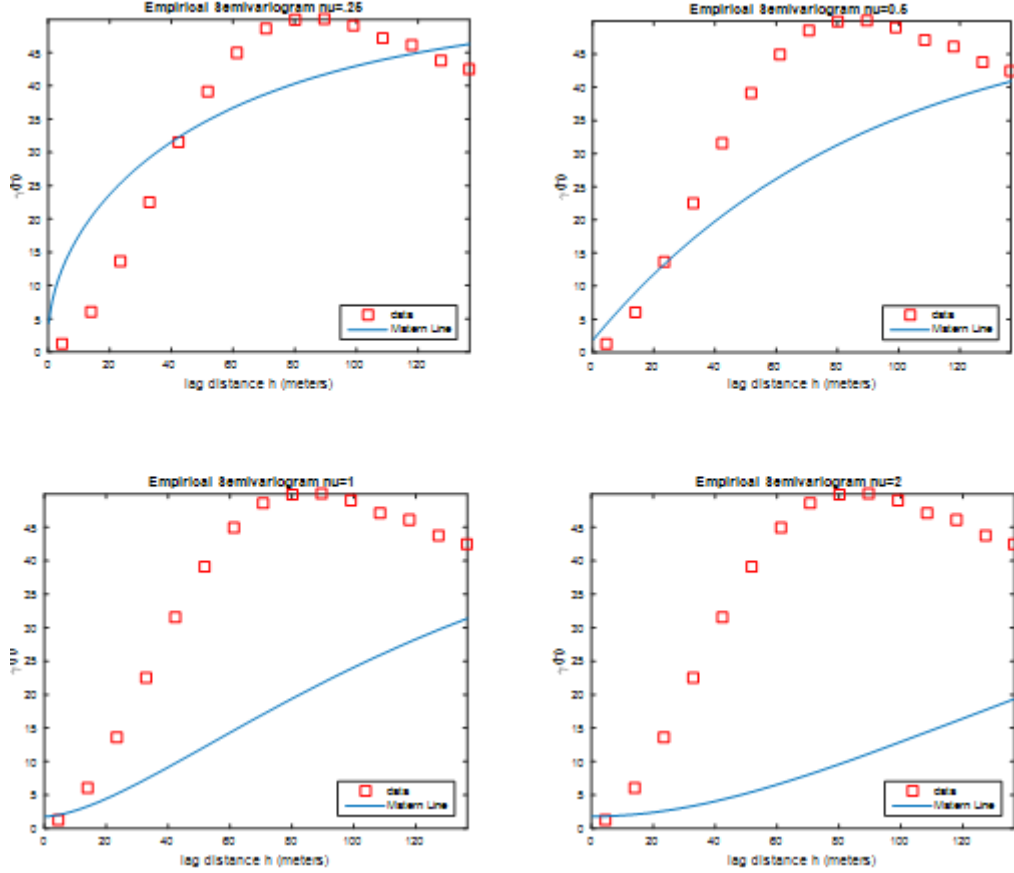 Empirical Semivariogram nu=.25
45
40
35
30
25
20
15
10
5
0
0 20 40 60 80 100 120
γ(h)
lag distance h (meters)
data
Matern Line
Empirical Semivariogram nu=0.5
45
40
35
30
25
20
15
10
5
0
0 20 40 60 80 100 120
γ(h)
lag distance h (meters)
data
Matern Line
Empirical Semivariogram nu=1
45
40
35
30
25
20
15
10
5
0
0 20 40 60 80 100 120
γ(h)
lag distance h (meters)
data
Matern Line
Empirical Semivariogram nu=2
45
40
35
30
25
20
15
10
5
0
0 20 40 60 80 100 120
γ(h)
lag distance h (meters)
data
Matern Line